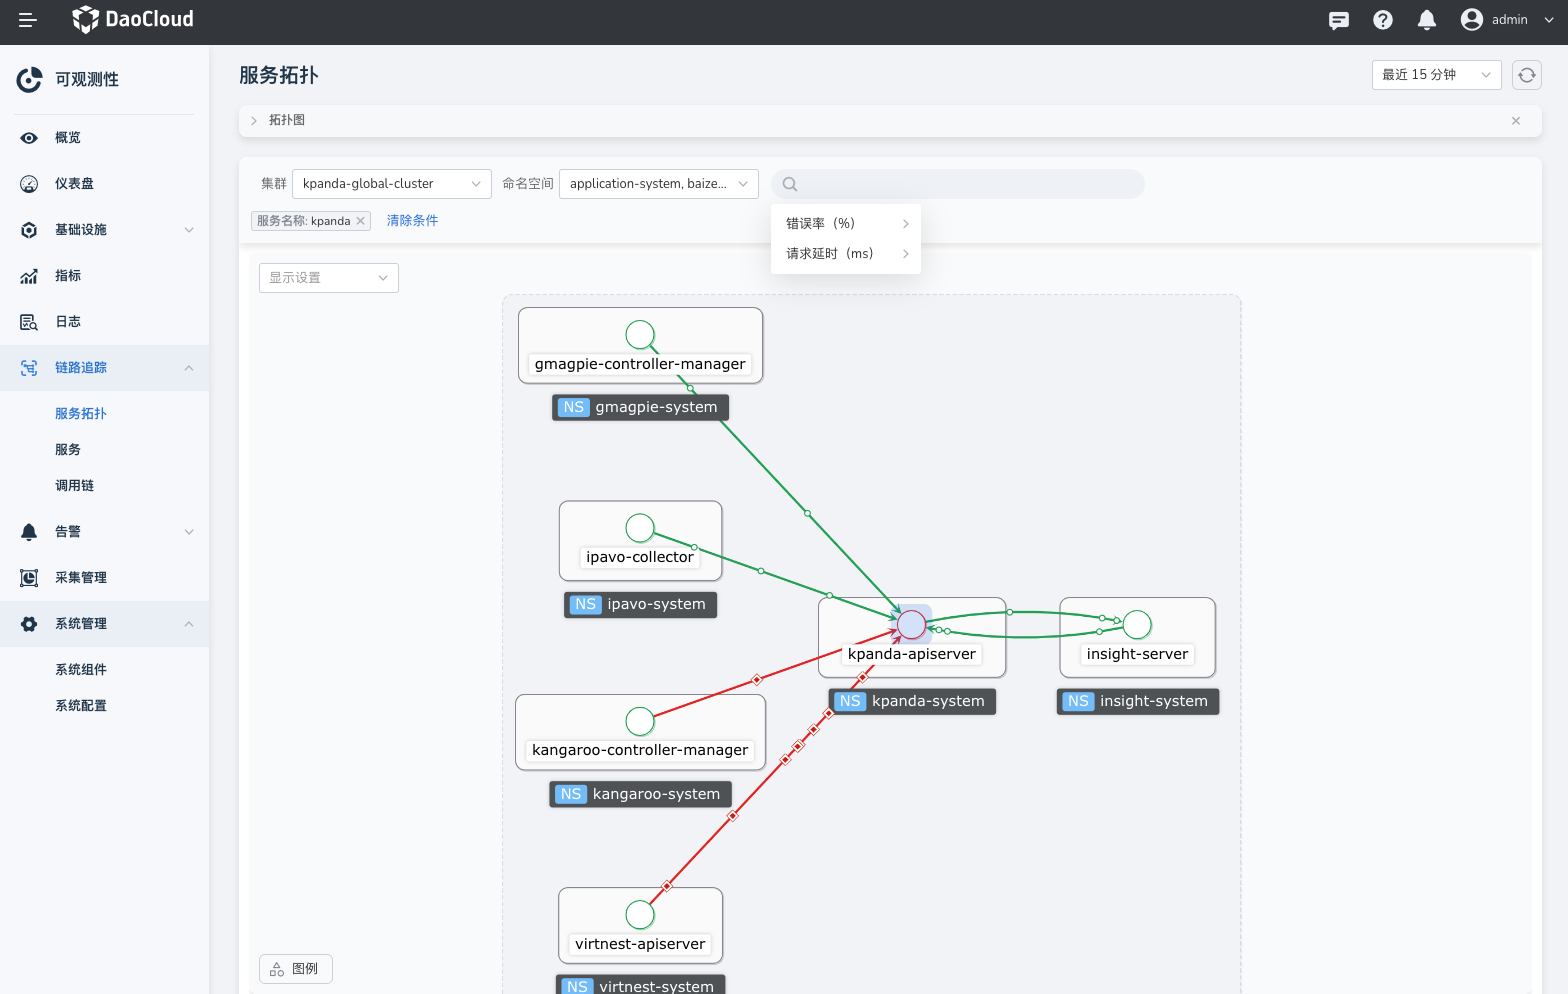 DaoCloud
admin
可观测性
概览
仪表盘
基础设施
指标
日志
链路追踪
服务拓扑
服务
调用链
告警
采集管理
系统管理
系统组件
系统配置
服务拓扑
最近 15 分钟
拓扑图
集群 kpanda-global-cluster 命名空间 application-system, baize...
服务名称: kpanda 清除条件
错误率（%）
请求延时（ms）
显示设置
gmagpie-controller-manager
NS gmagpie-system
ipavo-collector
NS ipavo-system
kpanda-apiserver
NS kpanda-system
insight-server
NS insight-system
kangaroo-controller-manager
NS kangaroo-system
virtnest-apiserver
NS virtnest-system
图例